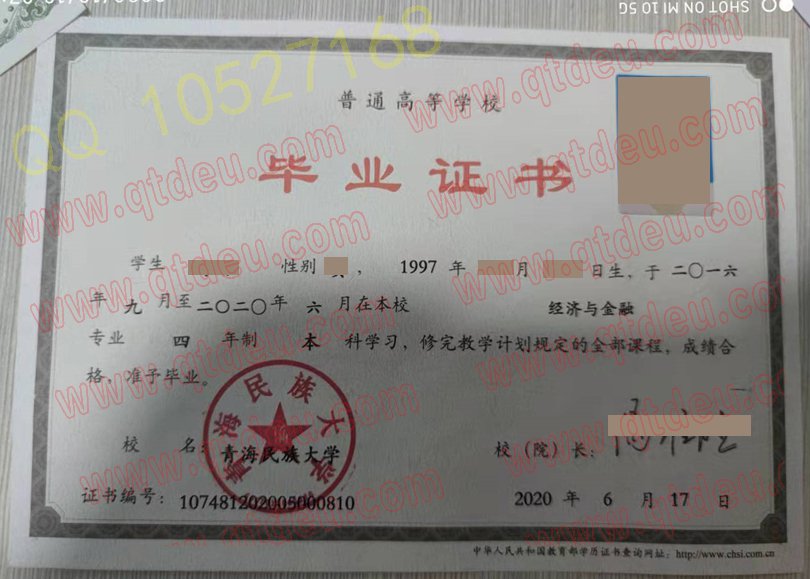 SHOT ON MI 10 5G
QQ 10527168
www.qtdeu.com
普通高等学校
毕业证书
学生 性别 ， 1997 年 月 日生，于 二〇一六
年 九 月至 二〇二〇 年 六 月在本校 经济与金融
专业 四 年制 本 科学习，修完教学计划规定的全部课程，成绩合
格，准予毕业。
青海民族大学
校 名：青海民族大学 校（院）长：
证书编号：107481202005000810 2020 年 6 月 17 日
中华人民共和国教育部学历证书查询网址：http://www.chsi.com.cn